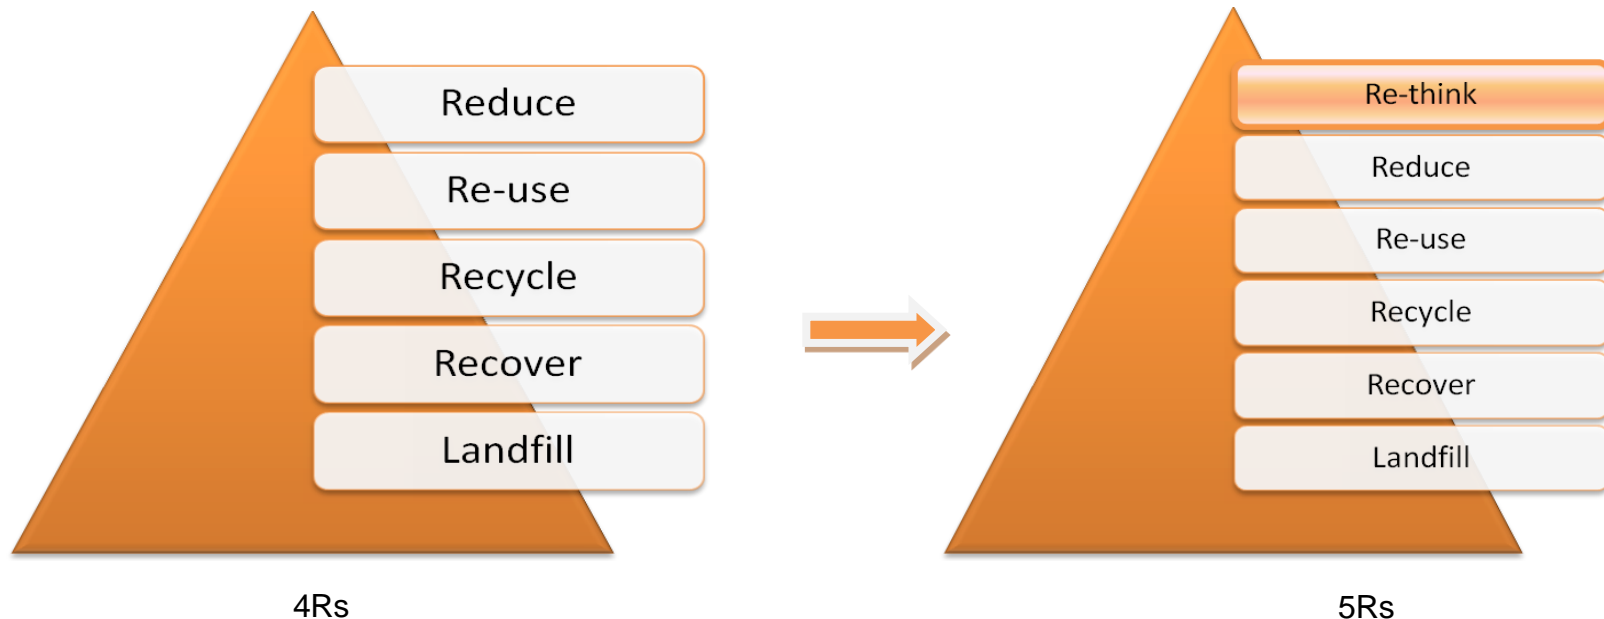 Reduce
Re-use
Recycle
Recover
Landfill
4Rs
Re-think
Reduce
Re-use
Recycle
Recover
Landfill
5Rs